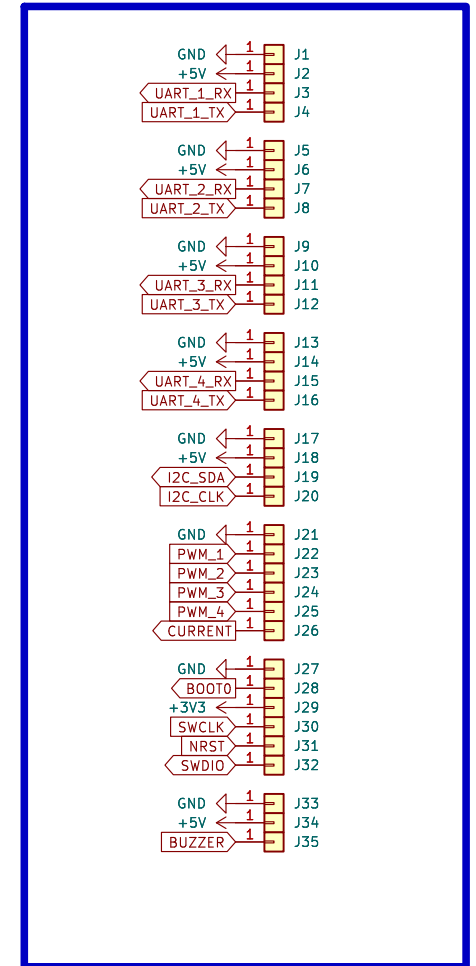 GND 1 J1
+5V 1 J2
UART_1_RX 1 J3
UART_1_TX 1 J4
GND 1 J5
+5V 1 J6
UART_2_RX 1 J7
UART_2_TX 1 J8
GND 1 J9
+5V 1 J10
UART_3_RX 1 J11
UART_3_TX 1 J12
GND 1 J13
+5V 1 J14
UART_4_RX 1 J15
UART_4_TX 1 J16
GND 1 J17
+5V 1 J18
I2C_SDA 1 J19
I2C_CLK 1 J20
GND 1 J21
PWM_1 1 J22
PWM_2 1 J23
PWM_3 1 J24
PWM_4 1 J25
CURRENT 1 J26
GND 1 J27
BOOT0 1 J28
+3V3 1 J29
SWCLK 1 J30
NRST 1 J31
SWDIO 1 J32
GND 1 J33
+5V 1 J34
BUZZER 1 J35